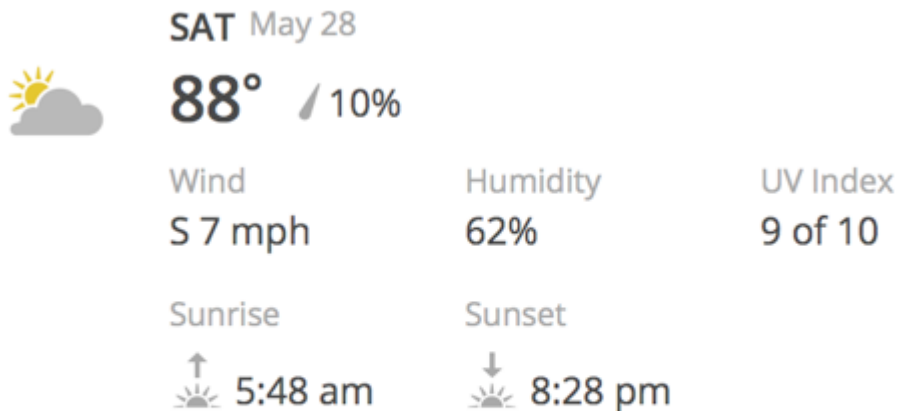 SAT May 28
88° 10%
Wind Humidity UV Index
S 7 mph 62% 9 of 10
Sunrise Sunset
5:48 am 8:28 pm